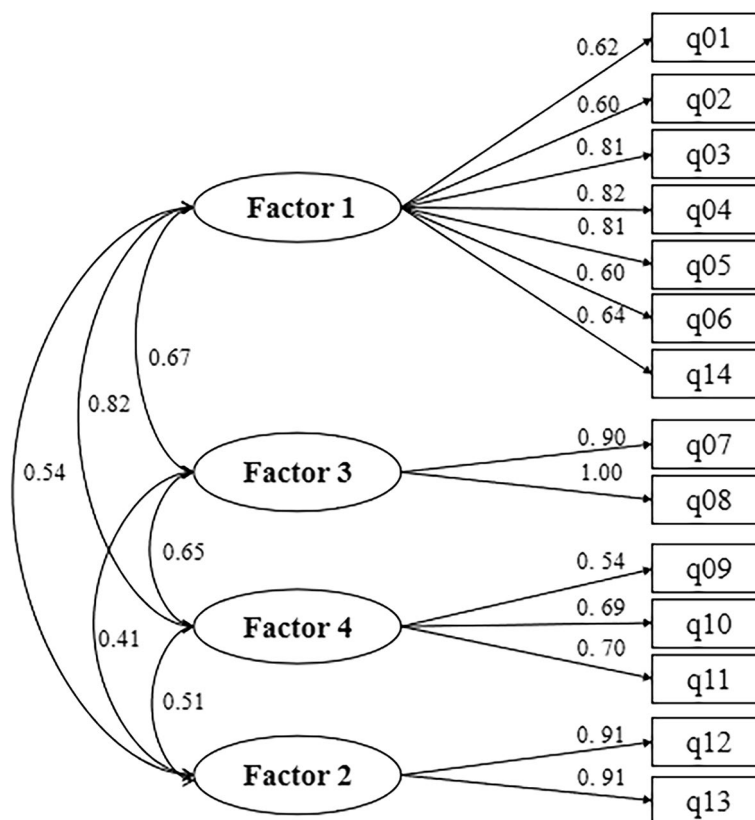 0.62
q01
0.60
q02
0. 81
q03
0. 82
q04
0. 81
q05
0. 60
q06
0. 64
q14
Factor 1
0.67
0.82
0.54
Factor 3
0. 90
q07
1.00
q08
0.65
Factor 4
0. 54
q09
0. 69
q10
0. 70
q11
0.41
0.51
Factor 2
0. 91
q12
0. 91
q13